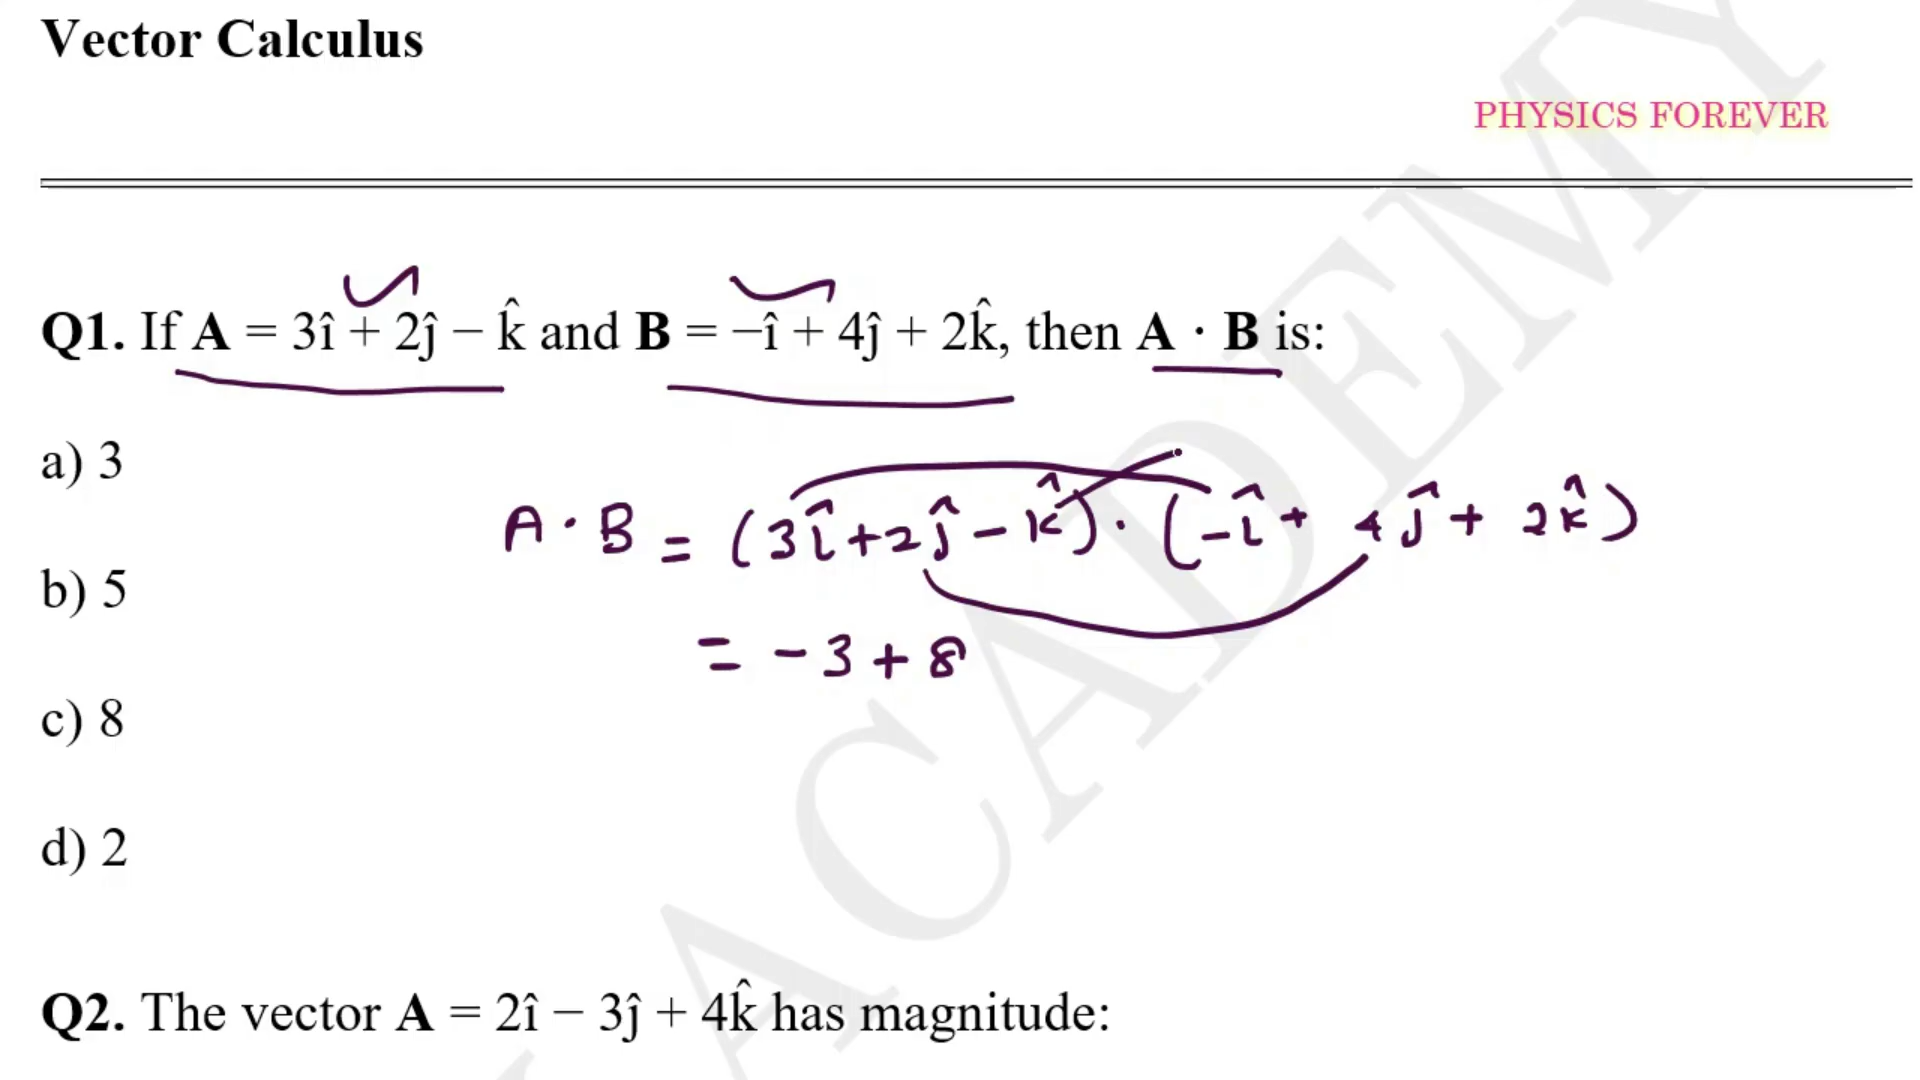 Vector Calculus
PHYSICS FOREVER
Q1. If A = 3î + 2ĵ − k̂ and B = −î + 4ĵ + 2k̂, then A · B is:
a) 3
A · B = (3î + 2ĵ − k̂) · (−î + 4ĵ + 2k̂)
b) 5
= −3 + 8
c) 8
d) 2
Q2. The vector A = 2î − 3ĵ + 4k̂ has magnitude:
ACADEMY